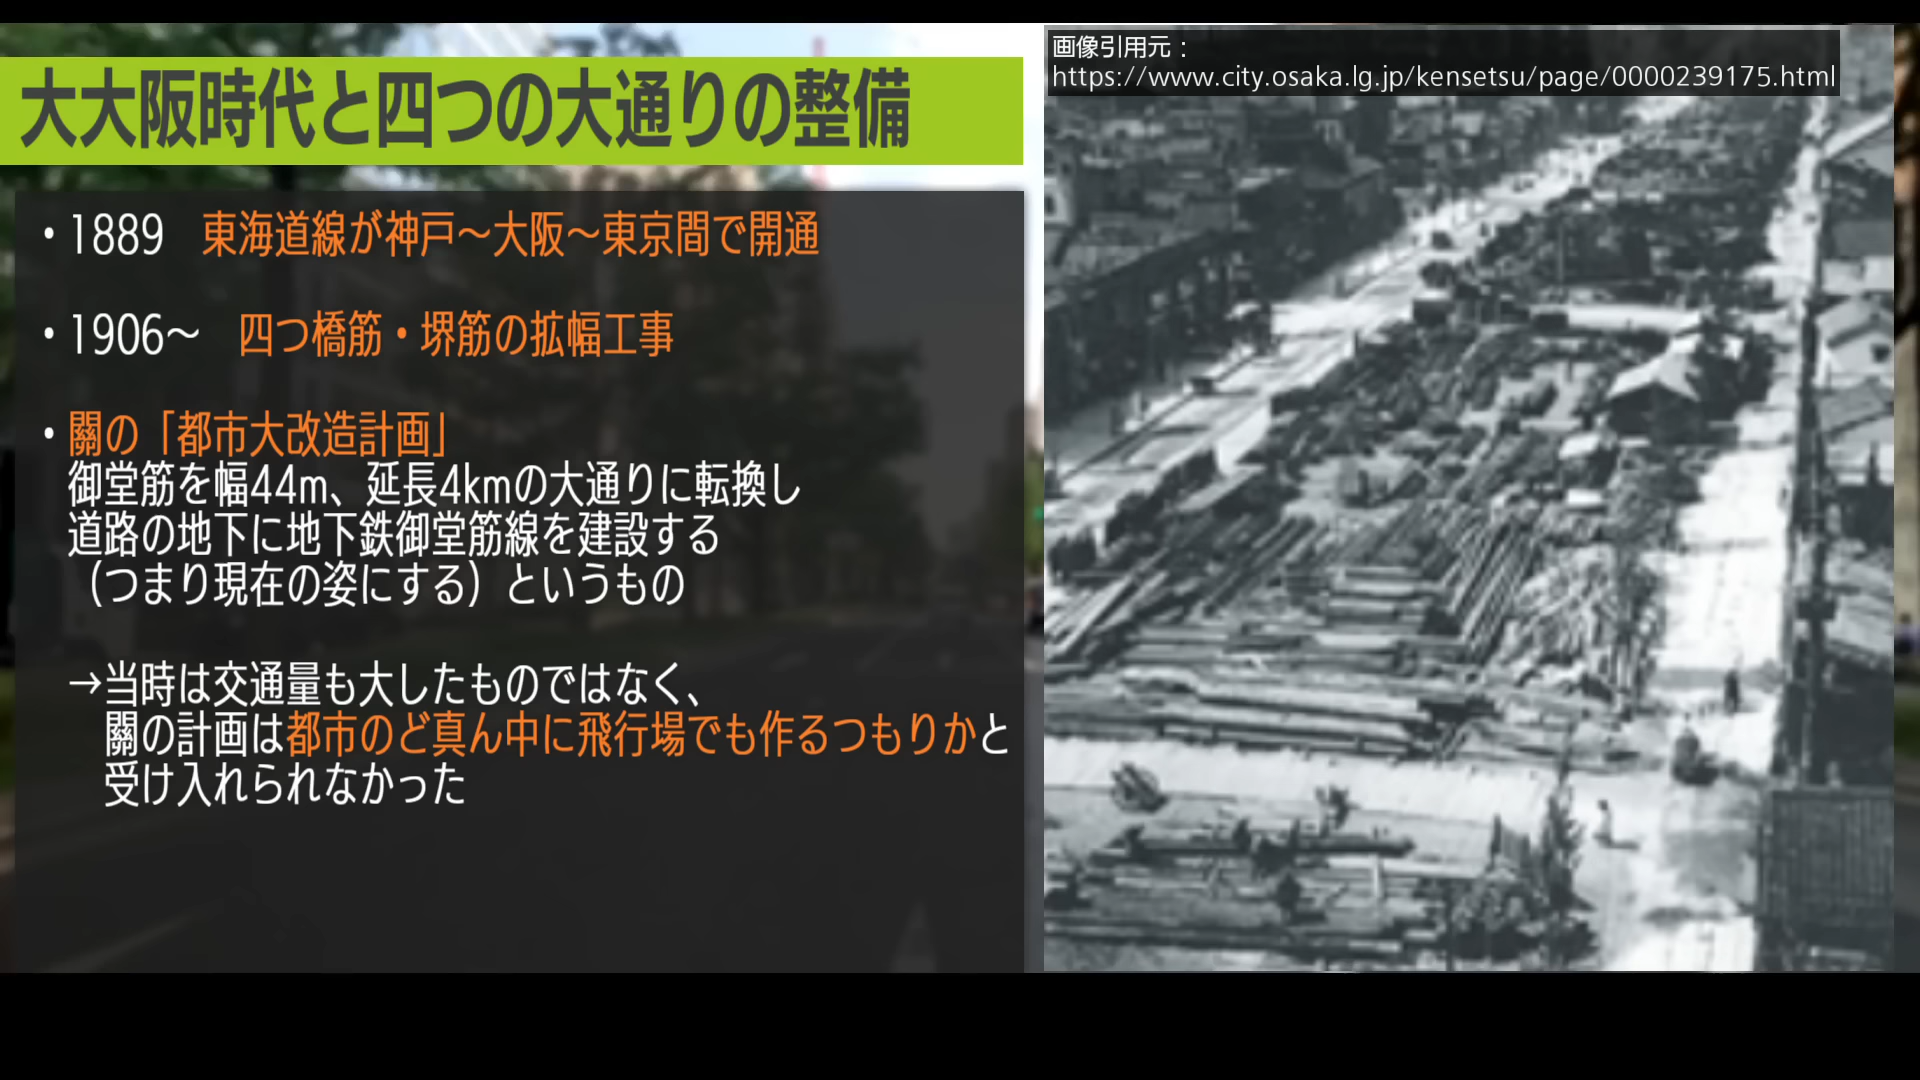 大大阪時代と四つの大通りの整備
・1889　東海道線が神戸～大阪～東京間で開通
・1906～　四つ橋筋・堺筋の拡幅工事
・關の「都市大改造計画」
御堂筋を幅44m、延長4kmの大通りに転換し
道路の地下に地下鉄御堂筋線を建設する
（つまり現在の姿にする）というもの
→当時は交通量も大したものではなく、
關の計画は都市のど真ん中に飛行場でも作るつもりかと
受け入れられなかった
画像引用元：
https://www.city.osaka.lg.jp/kensetsu/page/0000239175.html